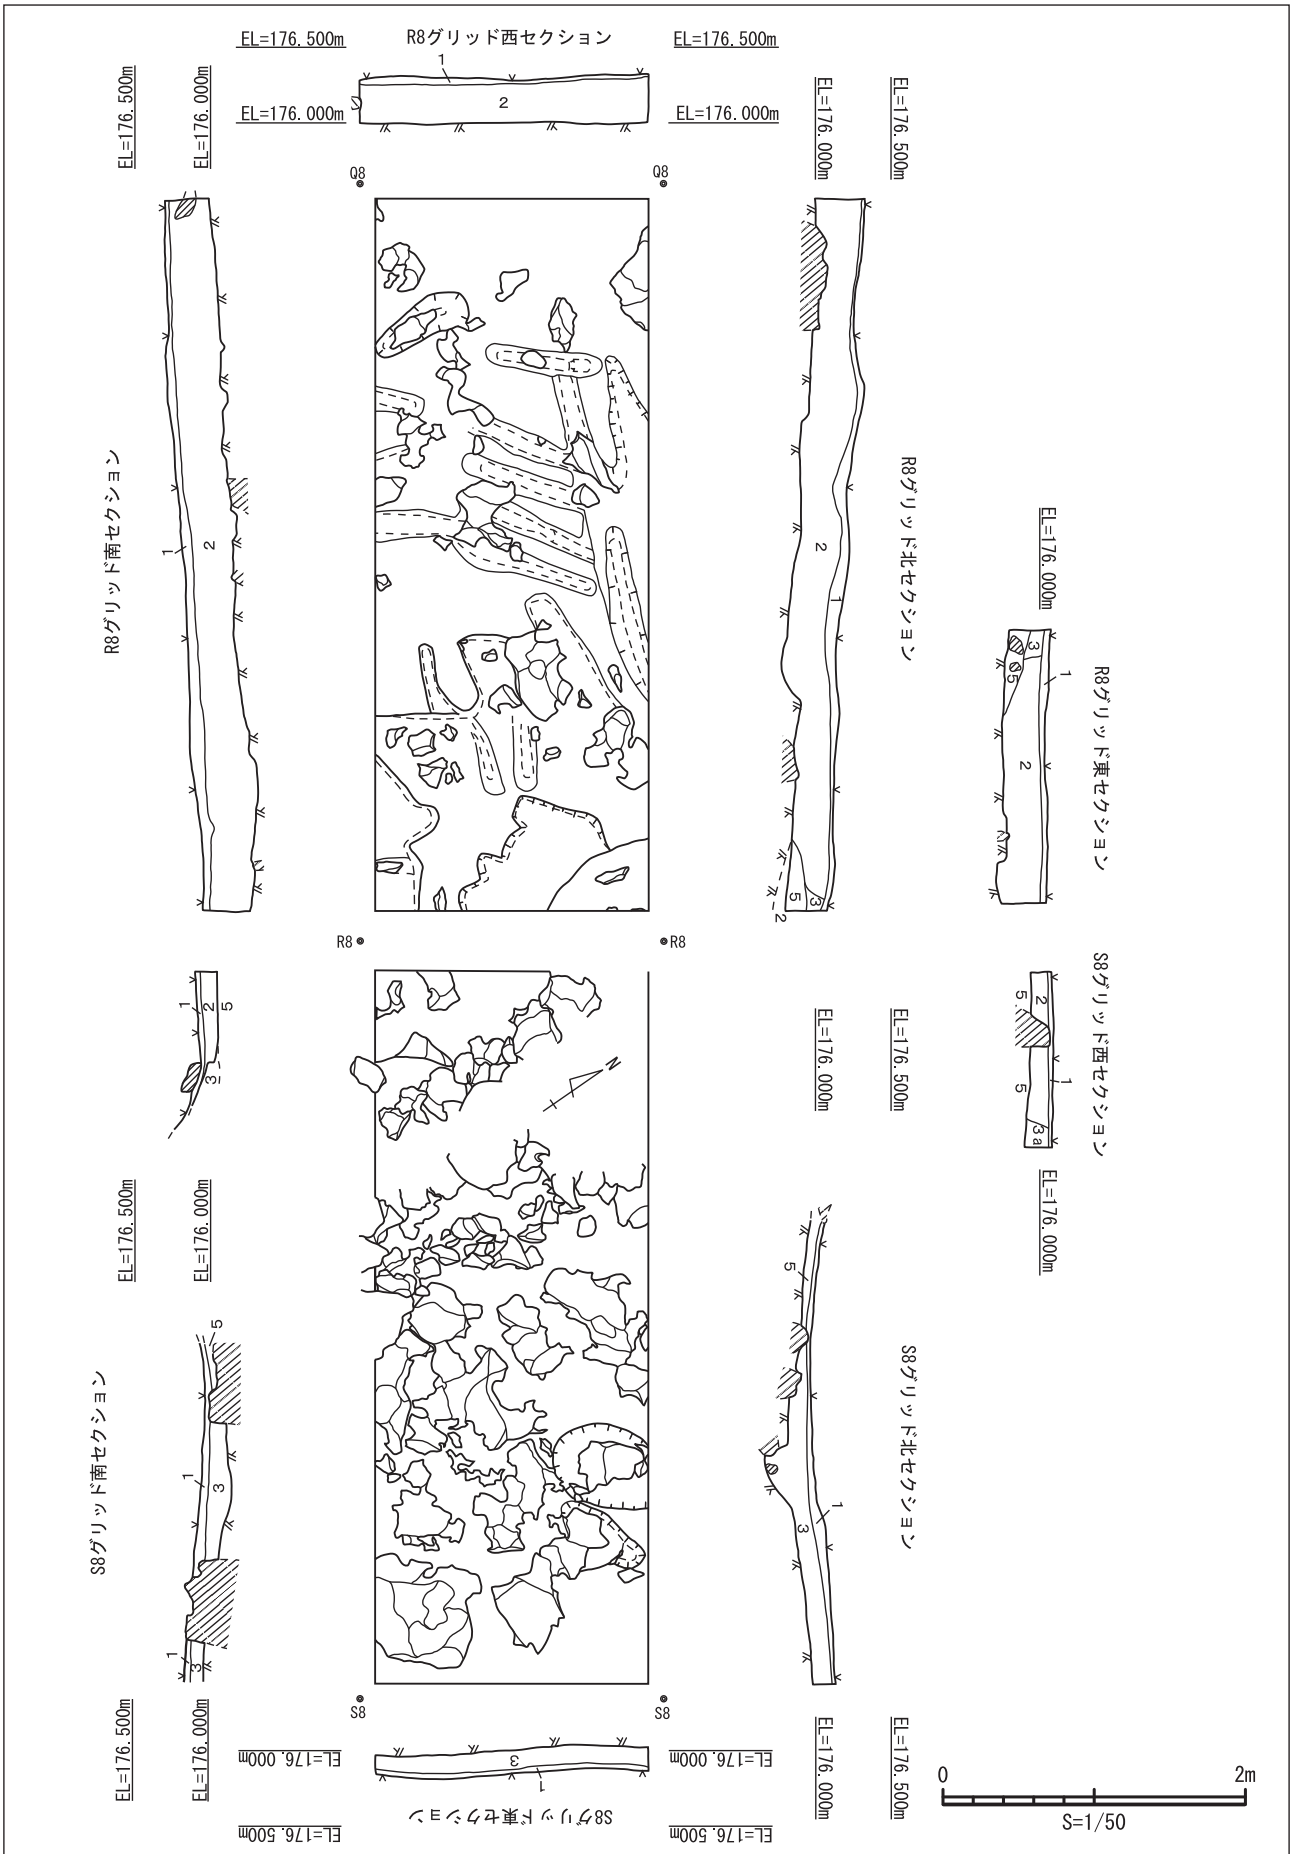 EL=176.500m
R8グリッド西セクション
EL=176.500m
1
2
EL=176.000m
EL=176.000m
EL=176.500m
EL=176.000m
EL=176.000m
EL=176.500m
Q8
Q8
R8グリッド南セクション
1
2
R8グリッド北セクション
2
1
5
3
2
EL=176.000m
R8グリッド東セクション
3
5
1
2
R8
R8
1
2
5
3
N
EL=176.000m
EL=176.500m
S8グリッド西セクション
5
2
1
5
3a
EL=176.000m
EL=176.500m
EL=176.000m
S8グリッド南セクション
5
1
3
1
3
S8グリッド北セクション
5
1
3
S8
S8
EL=176.500m
EL=176.000m
EL=176.000m
EL=176.000m
3
1
S8グリッド東セクション
EL=176.500m
EL=176.500m
EL=176.000m
EL=176.500m
0
2m
S=1/50